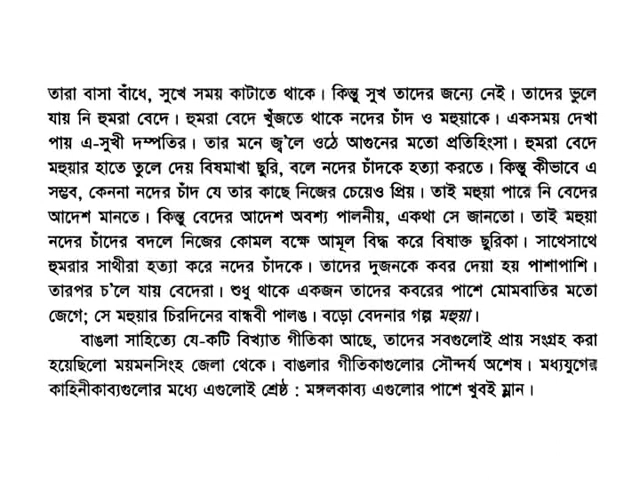 তারা বাসা বাঁধে, সুখে সময় কাটাতে থাকে। কিন্তু সুখ তাদের জন্যে নেই। তাদের ভুলে
যায় নি হুমরা বেদে। হুমরা বেদে খুঁজতে থাকে নদের চাঁদ ও মহুয়াকে। একসময় দেখা
পায় এ-সুখী দম্পতির। তার মনে জ্ব'লে ওঠে আগুনের মতো প্রতিহিংসা। হুমরা বেদে
মহুয়ার হাতে তুলে দেয় বিষমাখা ছুরি, বলে নদের চাঁদকে হত্যা করতে। কিন্তু কীভাবে এ
সম্ভব, কেননা নদের চাঁদ যে তার কাছে নিজের চেয়েও প্রিয়। তাই মহুয়া পারে নি বেদের
আদেশ মানতে। কিন্তু বেদের আদেশ অবশ্য পালনীয়, একথা সে জানতো। তাই মহুয়া
নদের চাঁদের বদলে নিজের কোমল বক্ষে আমূল বিদ্ধ করে বিষাক্ত ছুরিকা। সাথেসাথে
হুমরার সাথীরা হত্যা করে নদের চাঁদকে। তাদের দুজনকে কবর দেয়া হয় পাশাপাশি।
তারপর চ'লে যায় বেদেরা। শুধু থাকে একজন তাদের কবরের পাশে মোমবাতির মতো
জেগে; সে মহুয়ার চিরদিনের বান্ধবী পালঙ। বড়ো বেদনার গল্প মহুয়া।
বাঙলা সাহিত্যে যে-কটি বিখ্যাত গীতিকা আছে, তাদের সবগুলোই প্রায় সংগ্রহ করা
হয়েছিলো ময়মনসিংহ জেলা থেকে। বাঙলার গীতিকাগুলোর সৌন্দর্য অশেষ। মধ্যযুগের
কাহিনীকাব্যগুলোর মধ্যে এগুলোই শ্রেষ্ঠ : মঙ্গলকাব্য এগুলোর পাশে খুবই ম্লান।